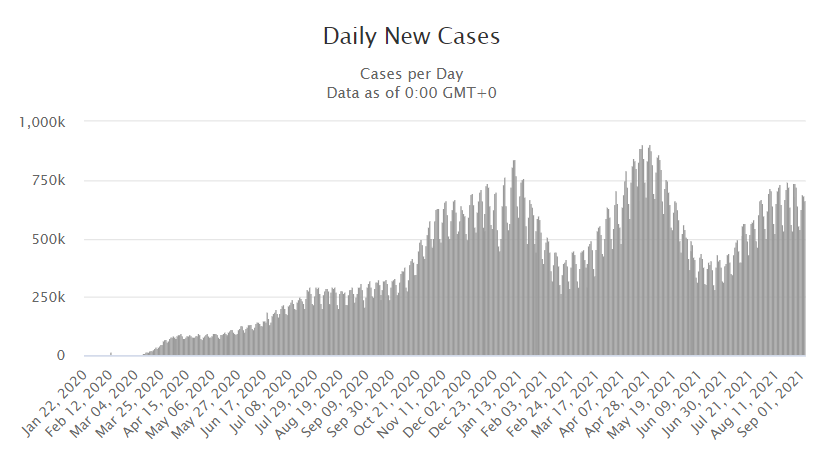 Daily New Cases
Cases per Day
Data as of 0:00 GMT+0
1,000k
750k
500k
250k
0
Jan 22, 2020
Feb 12, 2020
Mar 04, 2020
Mar 25, 2020
Apr 15, 2020
May 06, 2020
May 27, 2020
Jun 17, 2020
Jul 08, 2020
Jul 29, 2020
Aug 19, 2020
Sep 09, 2020
Sep 30, 2020
Oct 21, 2020
Nov 11, 2020
Dec 02, 2020
Dec 23, 2020
Jan 13, 2021
Feb 03, 2021
Feb 24, 2021
Mar 17, 2021
Apr 07, 2021
Apr 28, 2021
May 19, 2021
Jun 09, 2021
Jun 30, 2021
Jul 21, 2021
Aug 11, 2021
Sep 01, 2021